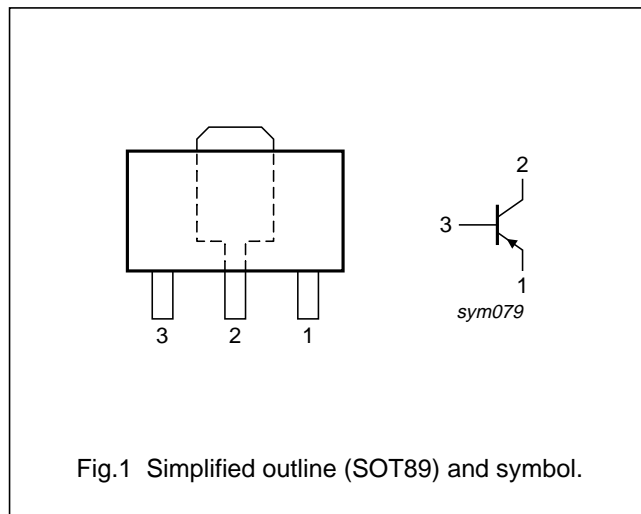 2
3
1
sym079
3 2 1
Fig.1 Simplified outline (SOT89) and symbol.